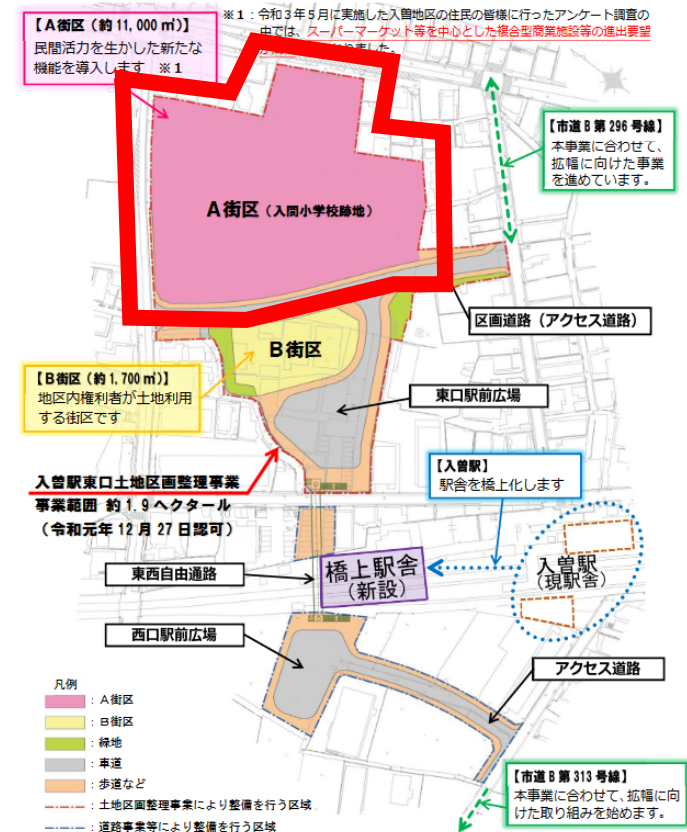 【A街区（約11,000㎡）】
民間活力を生かした新たな
機能を導入します ※1
※1：令和3年5月に実施した入曽地区の住民の皆様に行ったアンケート調査の
中では、スーパーマーケット等を中心とした複合型商業施設等の進出要望
ました。
【市道B第296号線】
本事業に合わせて、
拡幅に向けた事業
を進めています。
A街区（入間小学校跡地）
区画道路（アクセス道路）
B街区
【B街区（約1,700㎡）】
地区内権利者が土地利用
する街区です
東口駅前広場
入曽駅東口土地区画整理事業
事業範囲 約1.9ヘクタール
（令和元年12月27日認可）
【入曽駅】
駅舎を橋上化します
東西自由通路
橋上駅舎
（新設）
入曽駅
（現駅舎）
西口駅前広場
アクセス道路
凡例
：A街区
：B街区
：緑地
：車道
：歩道など
：土地区画整理事業により整備を行う区域
：道路事業等により整備を行う区域
【市道B第313号線】
本事業に合わせて、拡幅に向
けた取り組みを始めます。